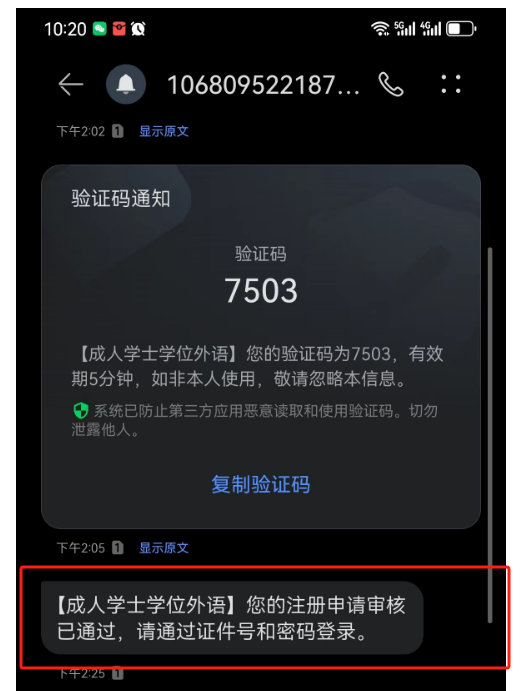 10:20 5G 4G
106809522187...
下午2:02 1 显示原文
验证码通知
验证码
7503
【成人学士学位外语】您的验证码为7503，有效
期5分钟，如非本人使用，敬请忽略本信息。
系统已防止第三方应用恶意读取和使用验证码。切勿
泄露他人。
复制验证码
下午2:05 1 显示原文
【成人学士学位外语】您的注册申请审核
已通过，请通过证件号和密码登录。
下午2:25 1